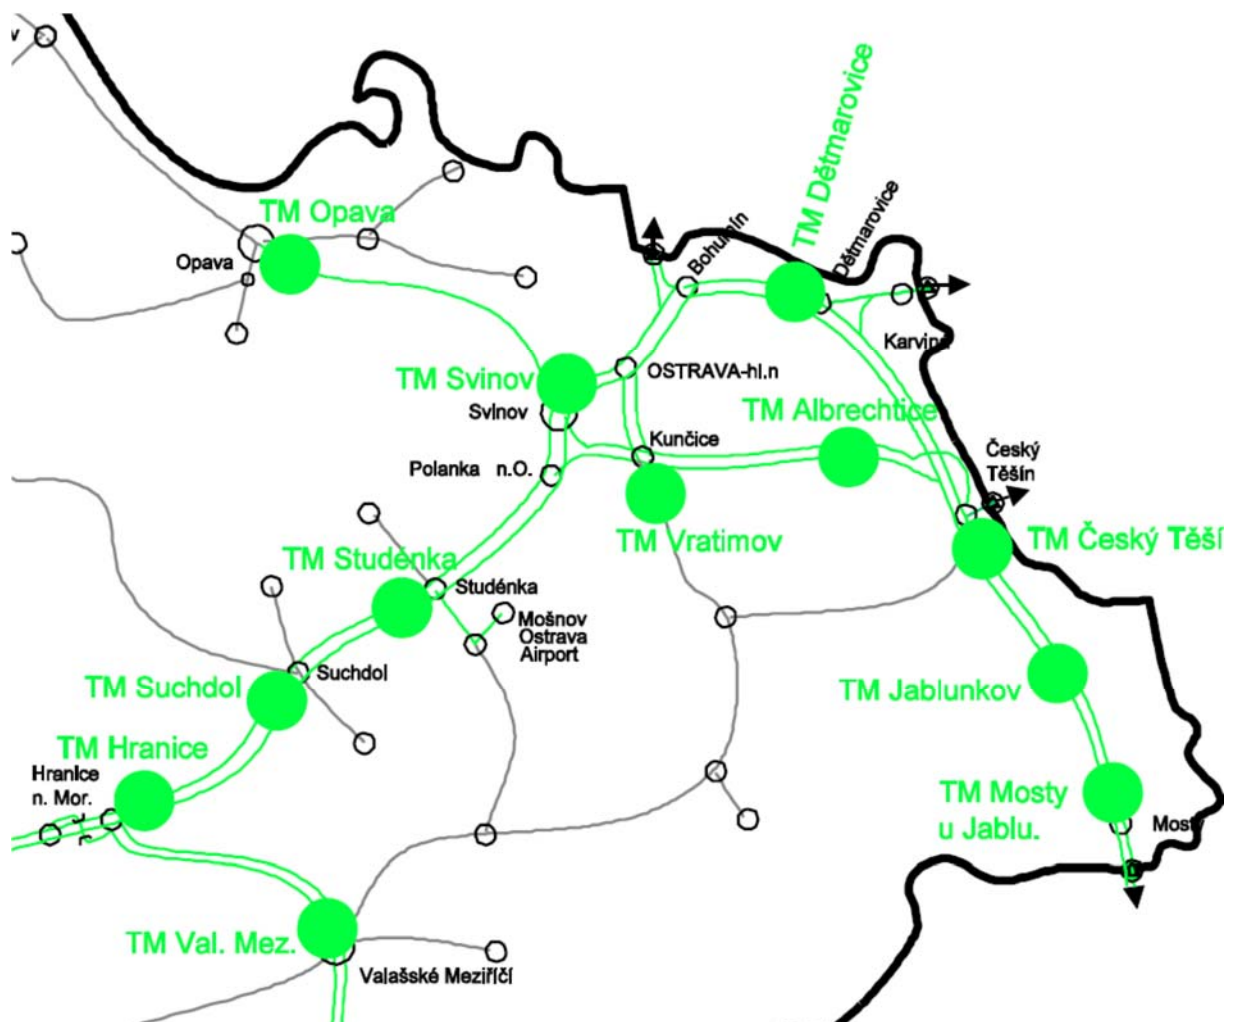 v
TM Opava
Opava
TM Dětmarovice
Dětmarovice
Bohumín
Karviná
TM Svinov
Svinov
OSTRAVA-hl.n
TM Albrechtice
Kunčice
Český
Těšín
Polanka n.O.
TM Vratimov
TM Český Těší
TM Studénka
Studénka
Mošnov
Ostrava
Airport
Suchdol
TM Suchdol
TM Jablunkov
TM Hranice
Hranice
n. Mor.
TM Mosty
u Jablu.
Mosty
TM Val. Mez.
Valašské Meziříčí